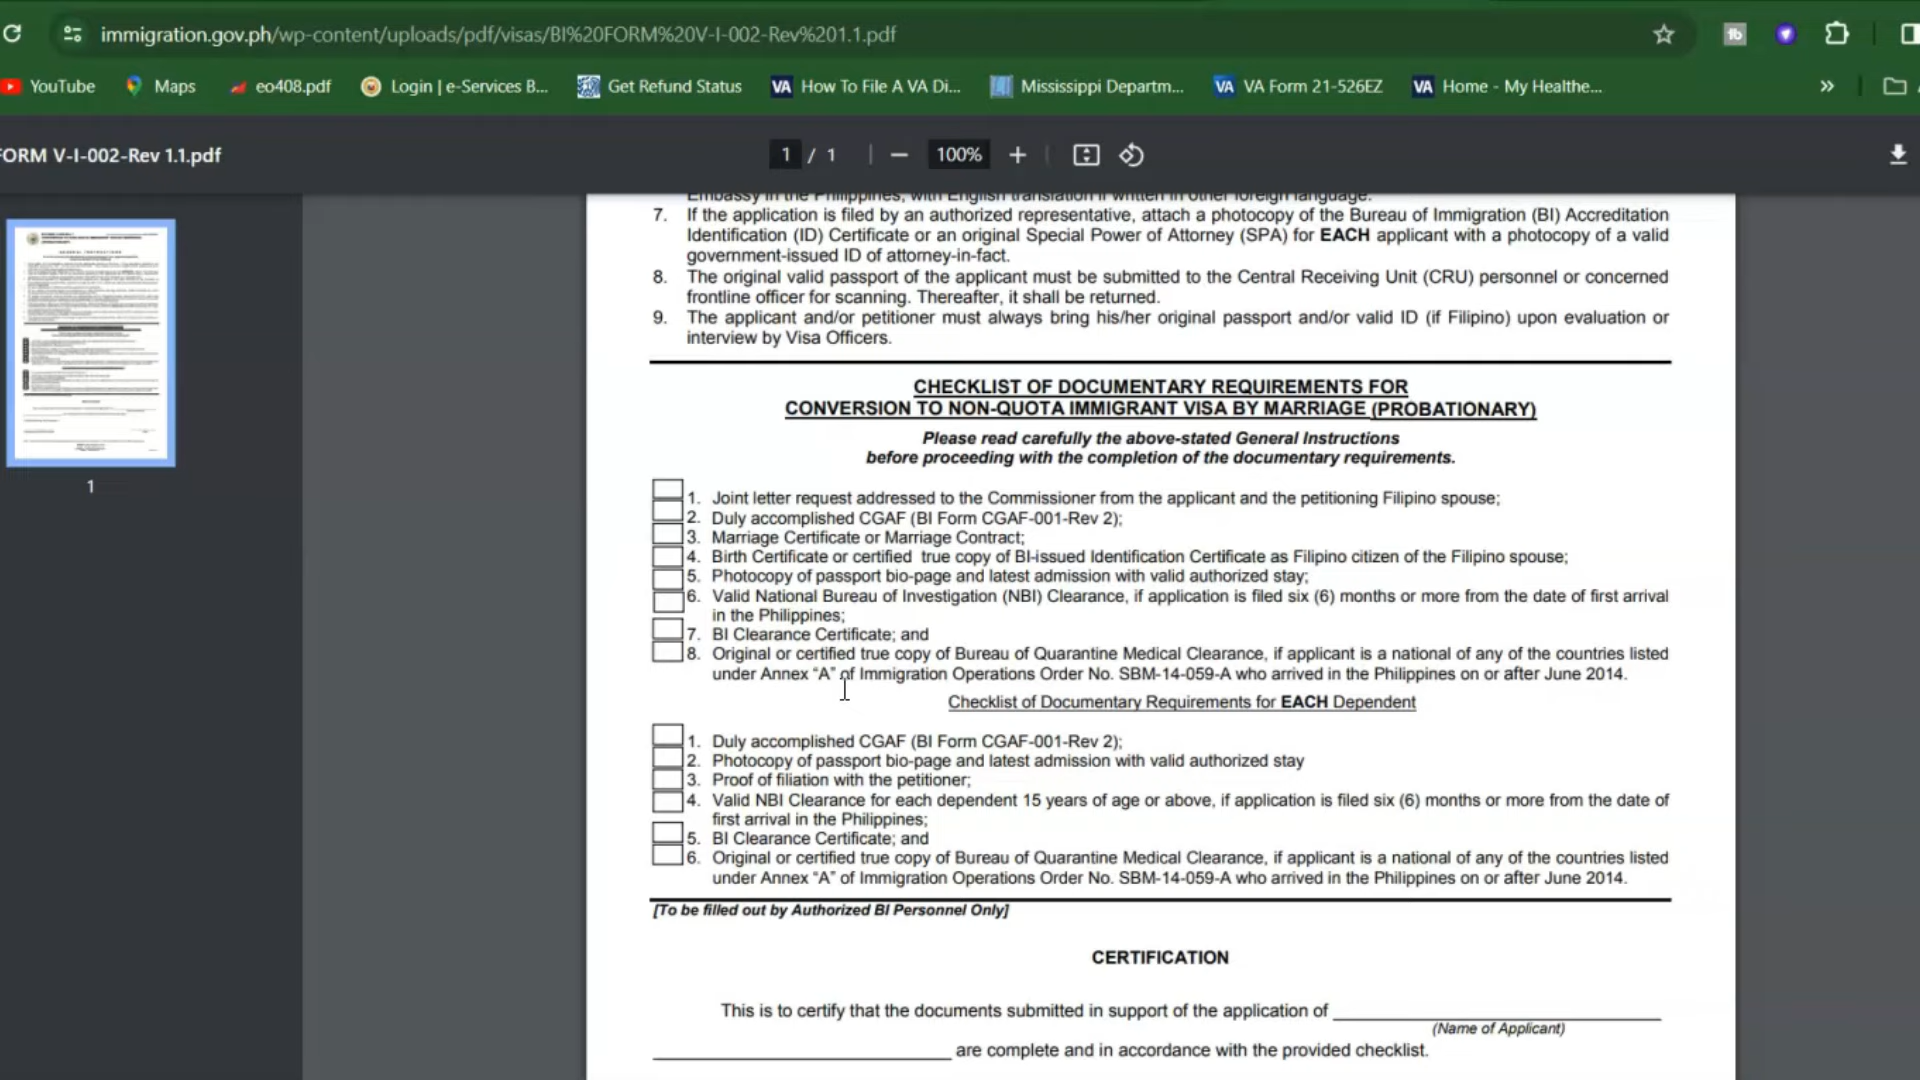 immigration.gov.ph/wp-content/uploads/pdf/visas/BI%20FORM%20V-I-002-Rev%201.1.pdf
YouTube Maps eo408.pdf Login | e-Services B... Get Refund Status VA How To File A VA Di... Mississippi Departm... VA VA Form 21-526EZ VA Home - My Healthe... »
FORM V-I-002-Rev 1.1.pdf 1 / 1 100%
Embassy in the Philippines, with English translation if written in other foreign language.
7. If the application is filed by an authorized representative, attach a photocopy of the Bureau of Immigration (BI) Accreditation
Identification (ID) Certificate or an original Special Power of Attorney (SPA) for EACH applicant with a photocopy of a valid
government-issued ID of attorney-in-fact.
8. The original valid passport of the applicant must be submitted to the Central Receiving Unit (CRU) personnel or concerned
frontline officer for scanning. Thereafter, it shall be returned.
9. The applicant and/or petitioner must always bring his/her original passport and/or valid ID (if Filipino) upon evaluation or
interview by Visa Officers.
CHECKLIST OF DOCUMENTARY REQUIREMENTS FOR
CONVERSION TO NON-QUOTA IMMIGRANT VISA BY MARRIAGE (PROBATIONARY)
Please read carefully the above-stated General Instructions
before proceeding with the completion of the documentary requirements.
1. Joint letter request addressed to the Commissioner from the applicant and the petitioning Filipino spouse;
2. Duly accomplished CGAF (BI Form CGAF-001-Rev 2);
3. Marriage Certificate or Marriage Contract;
4. Birth Certificate or certified true copy of BI-issued Identification Certificate as Filipino citizen of the Filipino spouse;
5. Photocopy of passport bio-page and latest admission with valid authorized stay;
6. Valid National Bureau of Investigation (NBI) Clearance, if application is filed six (6) months or more from the date of first arrival
in the Philippines;
7. BI Clearance Certificate; and
8. Original or certified true copy of Bureau of Quarantine Medical Clearance, if applicant is a national of any of the countries listed
under Annex “A” of Immigration Operations Order No. SBM-14-059-A who arrived in the Philippines on or after June 2014.
Checklist of Documentary Requirements for EACH Dependent
1. Duly accomplished CGAF (BI Form CGAF-001-Rev 2);
2. Photocopy of passport bio-page and latest admission with valid authorized stay
3. Proof of filiation with the petitioner;
4. Valid NBI Clearance for each dependent 15 years of age or above, if application is filed six (6) months or more from the date of
first arrival in the Philippines;
5. BI Clearance Certificate; and
6. Original or certified true copy of Bureau of Quarantine Medical Clearance, if applicant is a national of any of the countries listed
under Annex “A” of Immigration Operations Order No. SBM-14-059-A who arrived in the Philippines on or after June 2014.
[To be filled out by Authorized BI Personnel Only]
CERTIFICATION
This is to certify that the documents submitted in support of the application of
(Name of Applicant)
are complete and in accordance with the provided checklist.
1